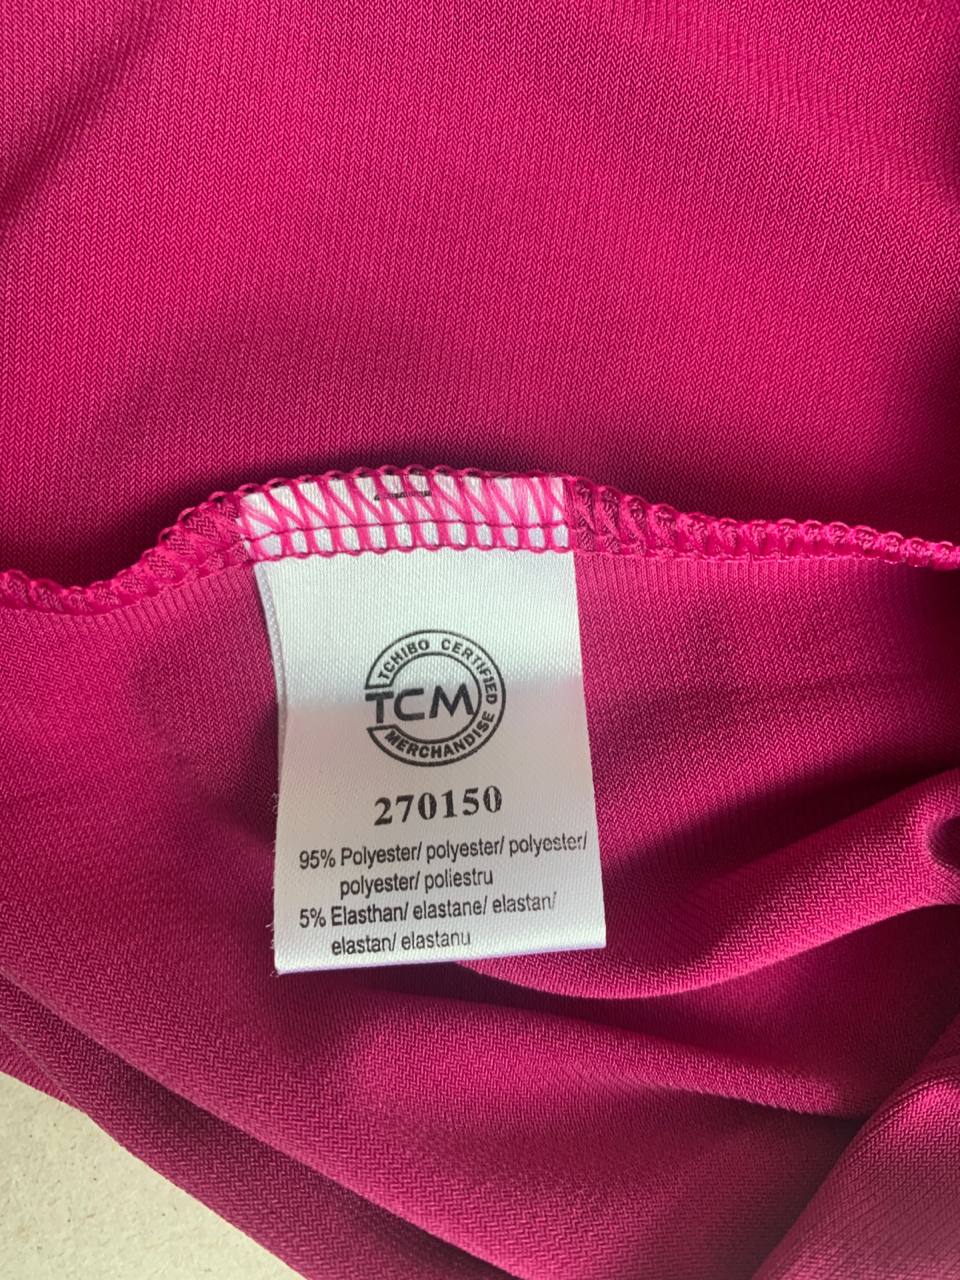 TCHIBO CERTIFIED
TCM
MERCHANDISE
270150
95% Polyester/ polyester/ polyester/
polyester/ poliestru
5% Elasthan/ elastane/ elastan/
elastan/ elastanu